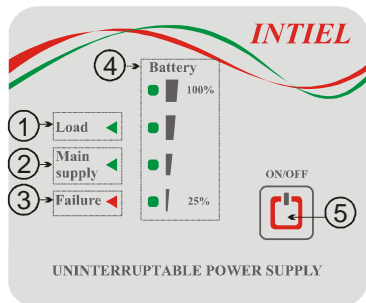 INTIEL
4
Battery
100%
1
Load
2
Main
supply
3
Failure
25%
ON/OFF
5
UNINTERRUPTABLE POWER SUPPLY